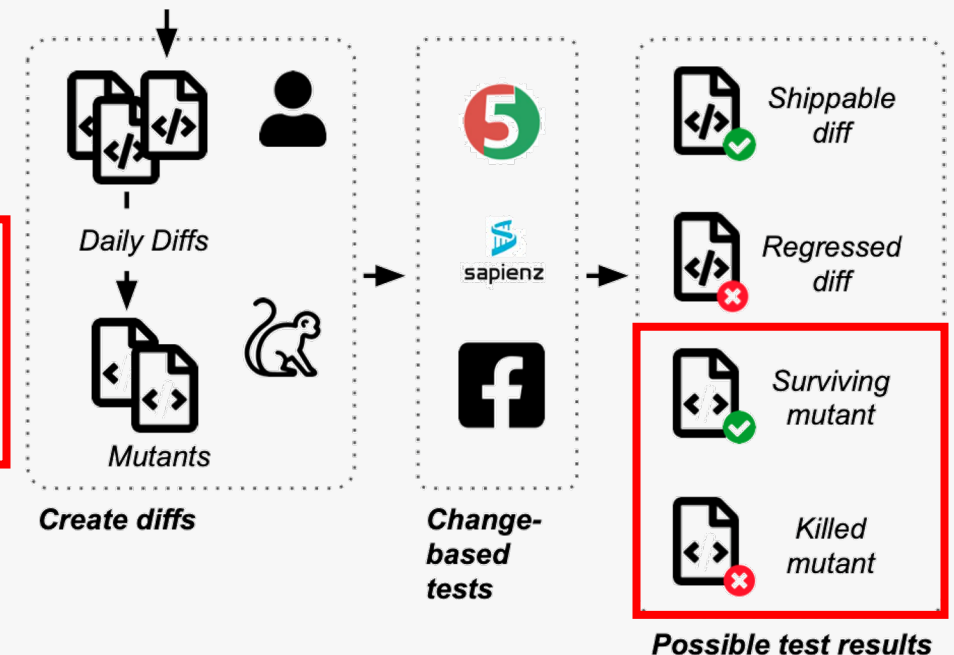 Daily Diffs
Mutants
Create diffs
5
sapienz
f
Change-
based
tests
Shippable
diff
Regressed
diff
Surviving
mutant
Killed
mutant
Possible test results